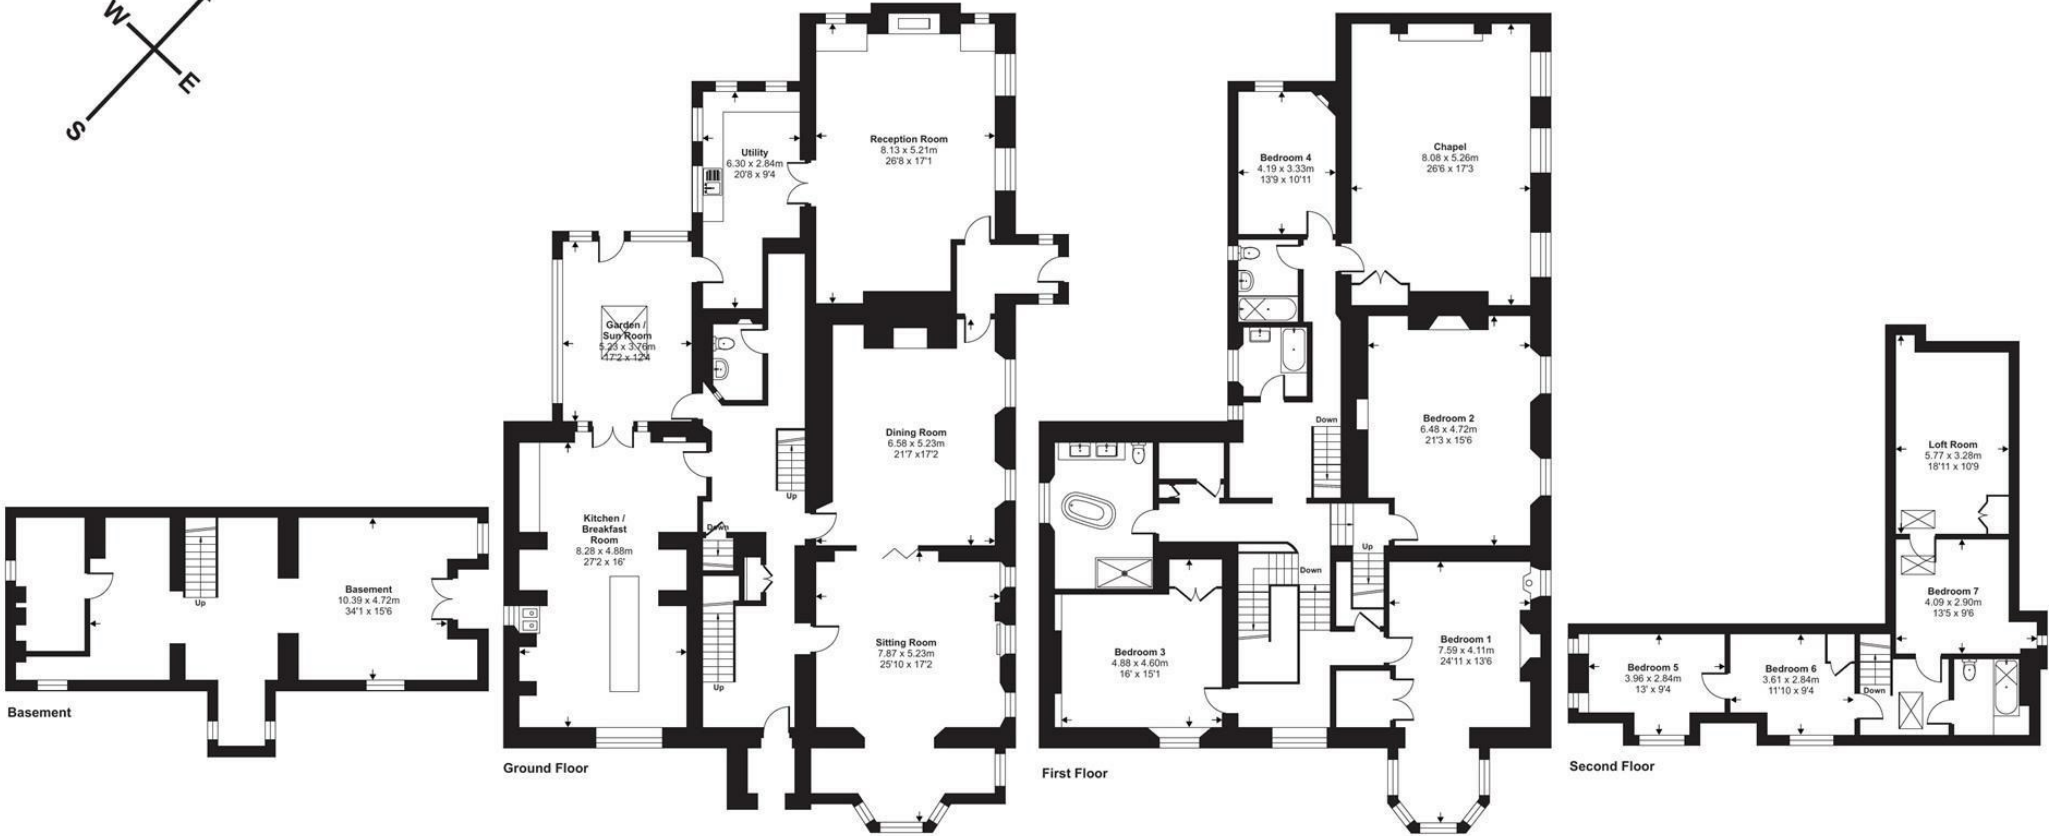 W
E
S
Basement
10.39 x 4.72m
34'1 x 15'6
Up
Basement
Reception Room
8.13 x 5.21m
26'8 x 17'1
Utility
6.30 x 2.84m
20'8 x 9'4
Garden /
Sun Room
5.23 x 3.76m
17'2 x 12'4
Dining Room
6.58 x 5.23m
21'7 x17'2
Up
Down
Kitchen /
Breakfast
Room
8.28 x 4.88m
27'2 x 16'
Sitting Room
7.87 x 5.23m
25'10 x 17'2
Up
Ground Floor
Chapel
8.08 x 5.26m
26'6 x 17'3
Bedroom 4
4.19 x 3.33m
13'9 x 10'11
Down
Bedroom 2
6.48 x 4.72m
21'3 x 15'6
Up
Down
Bedroom 3
4.88 x 4.60m
16' x 15'1
Bedroom 1
7.59 x 4.11m
24'11 x 13'6
First Floor
Loft Room
5.77 x 3.28m
18'11 x 10'9
Bedroom 7
4.09 x 2.90m
13'5 x 9'6
Bedroom 5
3.96 x 2.84m
13' x 9'4
Bedroom 6
3.61 x 2.84m
11'10 x 9'4
Down
Second Floor